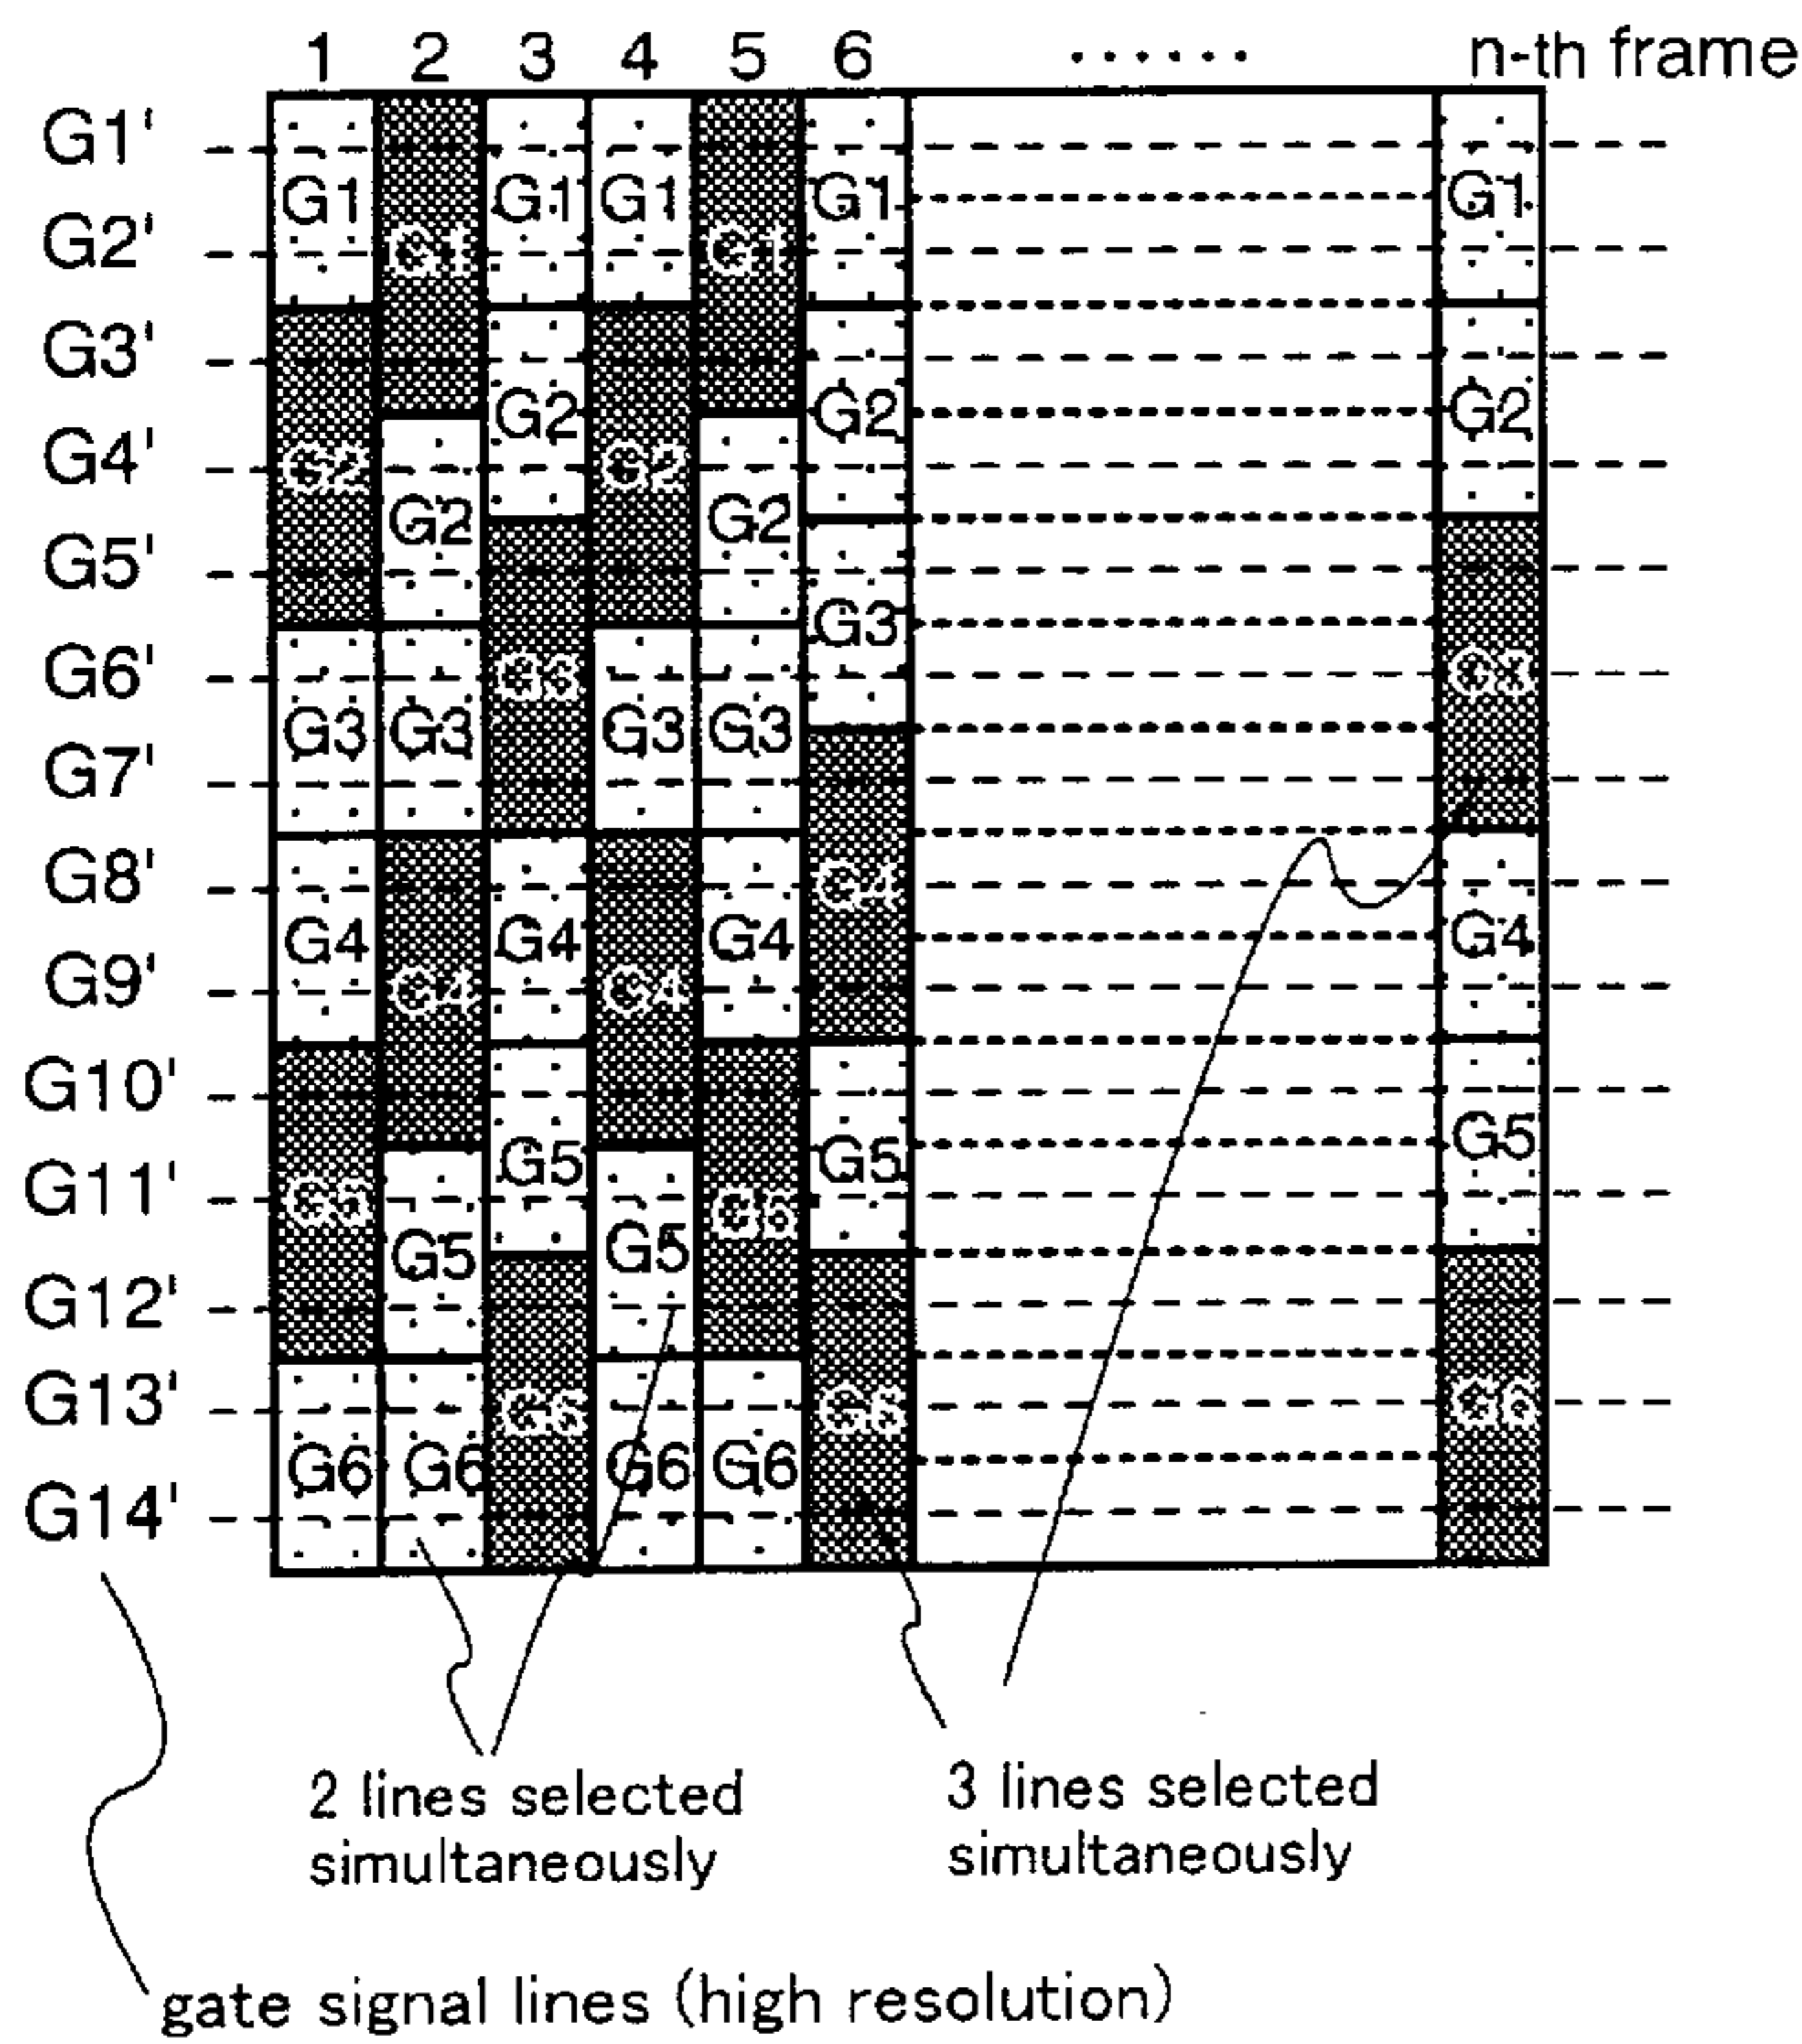 1 2 3 4 5 6 ...... n-th frame
G1'
G1 G1 G1 G1 G1
G2' G1 G1
G3'
G2 G2 G2
G4' G2 G2
G2 G2
G5'
G3
G6' G3 G3
G3 G3 G3 G3
G7'
G8' G4
G4 G4 G4 G4
G9' G4 G4
G10'
G5 G5 G5
G11' G5
G5 G5
G12'
G13' G6 G6 G6
G6 G6 G6 G6
G14'
2 lines selected
simultaneously
3 lines selected
simultaneously
gate signal lines (high resolution)